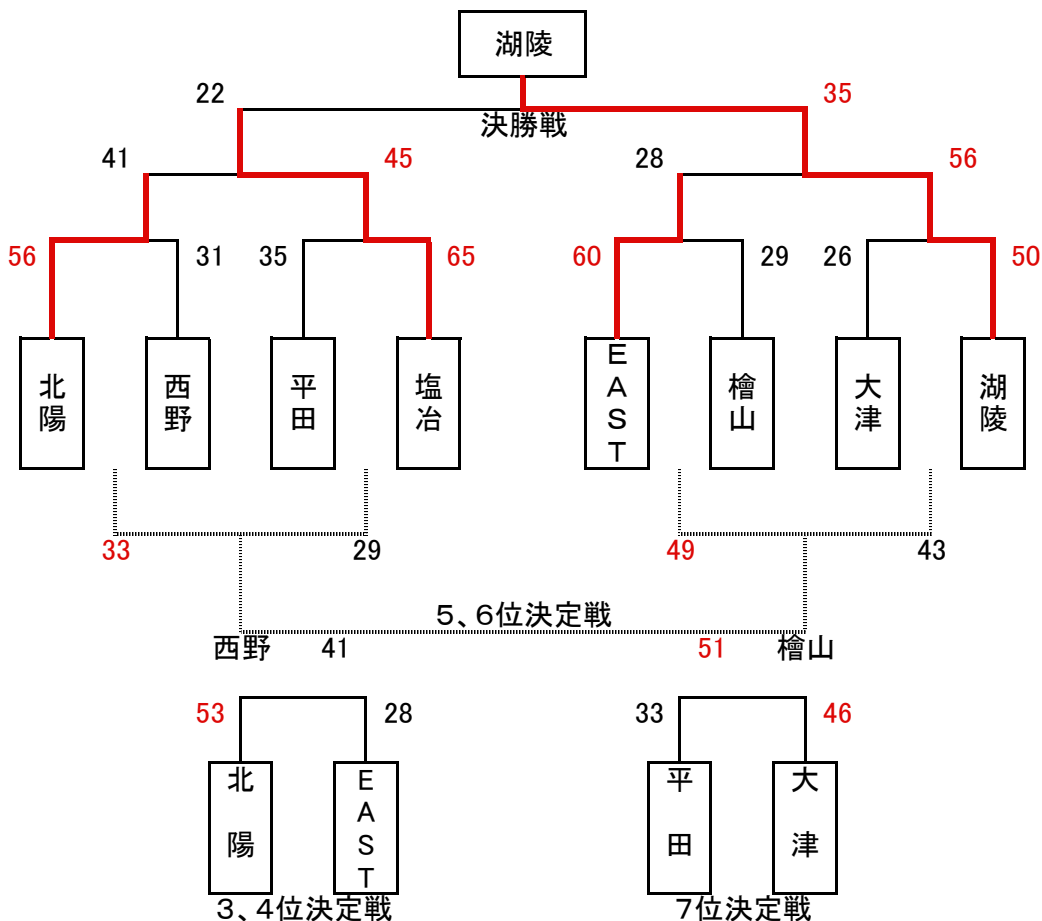 湖陵
22 35
決勝戦
41 45 28 56
56 31 35 65 60 29 26 50
北陽 西野 平田 塩冶 EAST 檜山 大津 湖陵
33 29 49 43
5、6位決定戦
西野 41 51 檜山
53 28 33 46
北陽 EAST 平田 大津
3、4位決定戦 7位決定戦